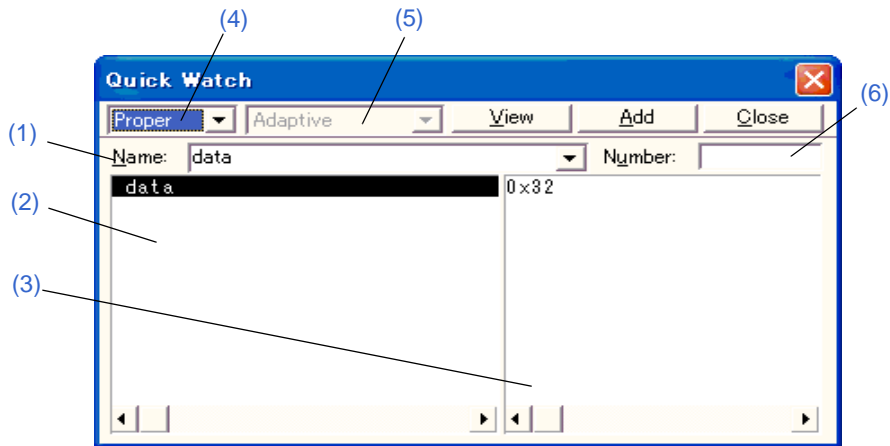 (4) (5)
Quick Watch
(6)
Proper Adaptive View Add Close
(1)
Name: data Number:
data 0x32
(2)
(3)